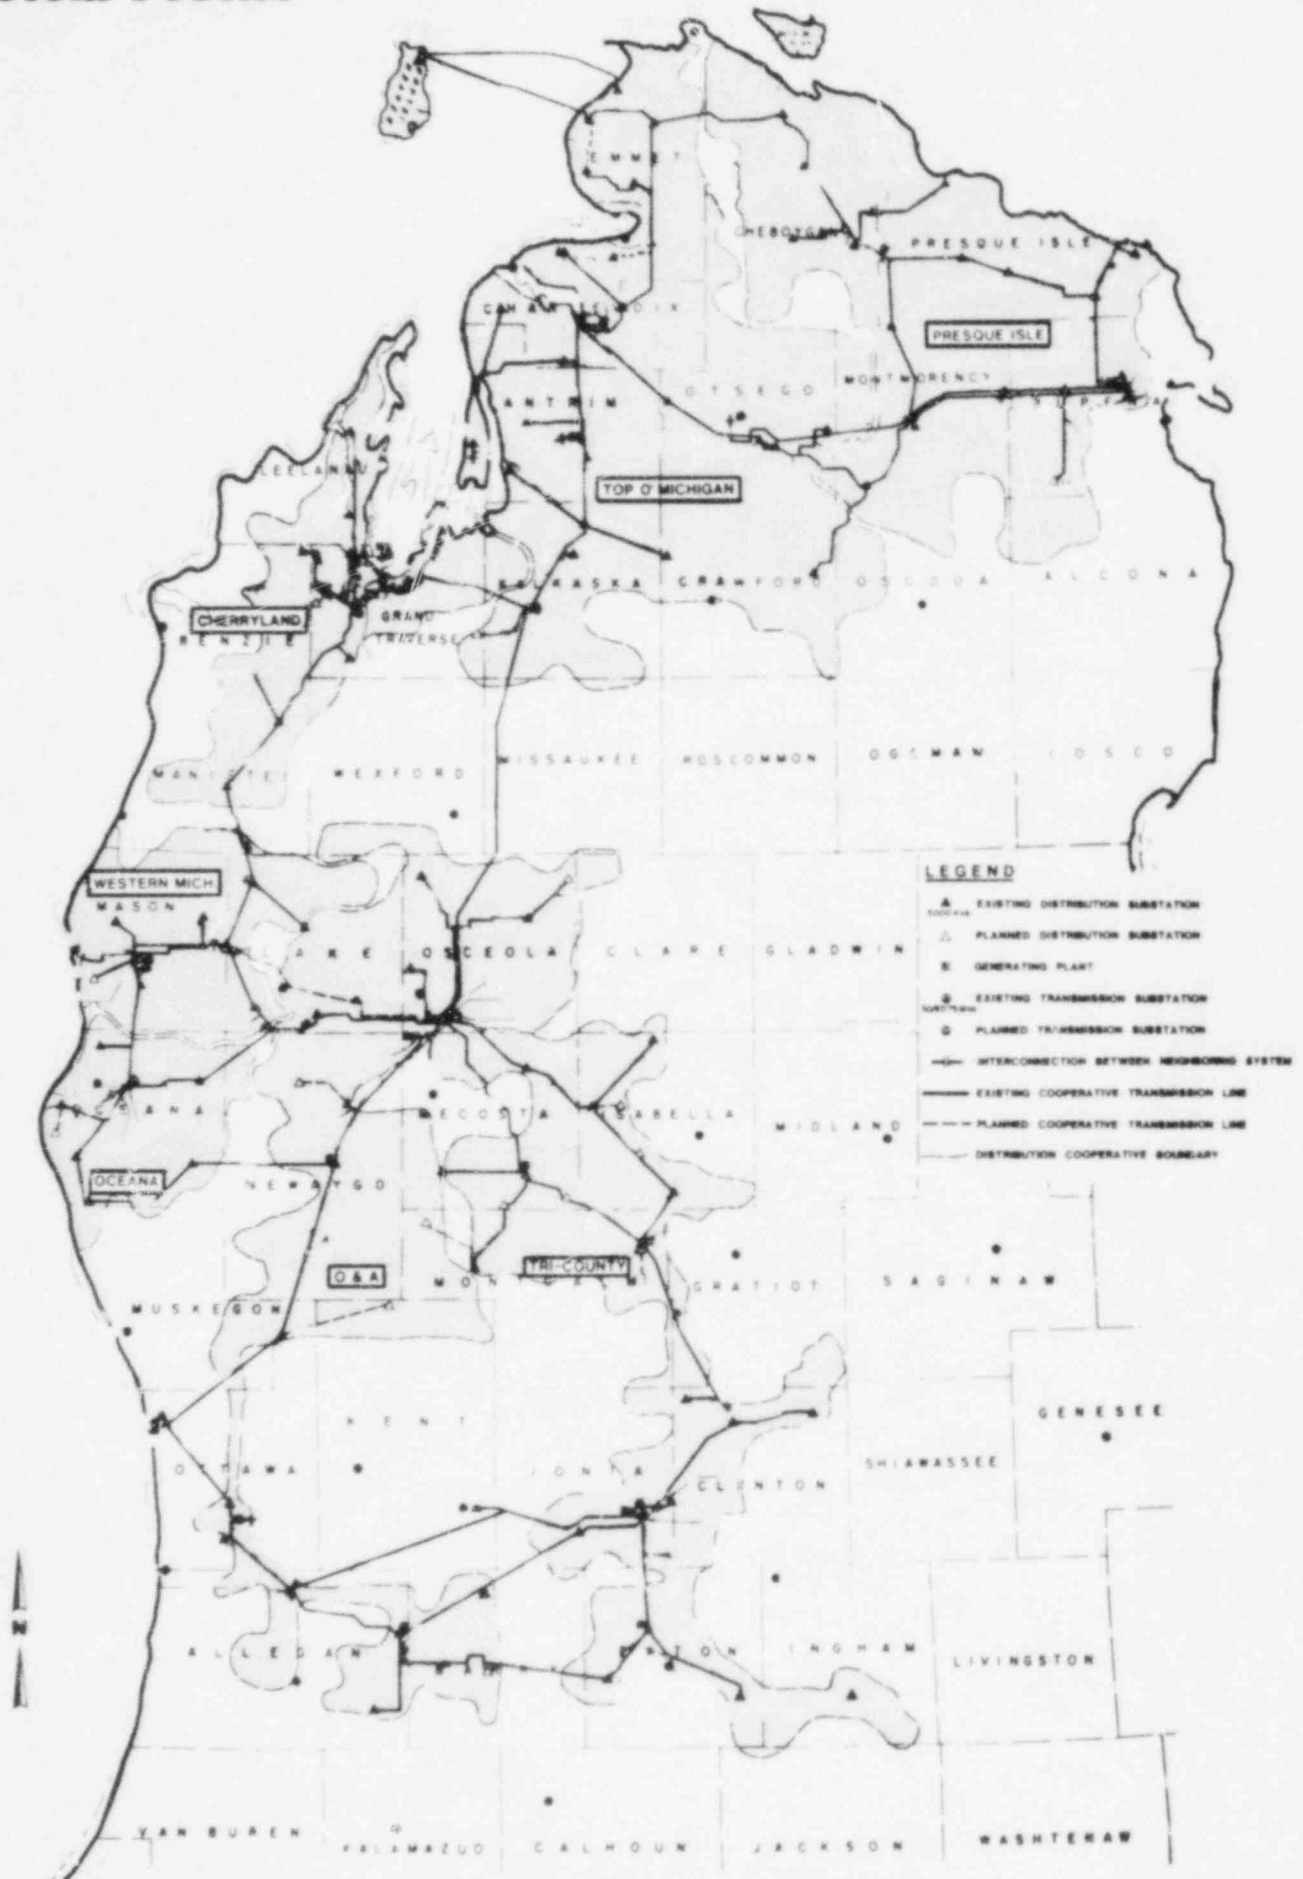 EMMET
CHEBOYGAN
PRESQUE ISLE
CHARLEVOIX
PRESQUE ISLE
OTSEGO
MONTMORENCY
ANTRIM
LEELANAU
TOP O' MICHIGAN
KALKASKA
CRAWFORD
OSCODA
ALCONA
CHERRYLAND
GRAND
TRAVERSE
BENZIE
MANISTEE
WEXFORD
MISSAUKEE
ROSCOMMON
OGEMAW
IOSCO
WESTERN MICH.
MASON
LAKE
OSCEOLA
CLARE
GLADWIN
LEGEND
EXISTING DISTRIBUTION SUBSTATION
PLANNED DISTRIBUTION SUBSTATION
GENERATING PLANT
EXISTING TRANSMISSION SUBSTATION
PLANNED TRANSMISSION SUBSTATION
INTERCONNECTION BETWEEN NEIGHBORING SYSTEM
EXISTING COOPERATIVE TRANSMISSION LINE
PLANNED COOPERATIVE TRANSMISSION LINE
DISTRIBUTION COOPERATIVE BOUNDARY
MECOSTA
ISABELLA
MIDLAND
OCEANA
NEWAYGO
TRI-COUNTY
O & A
MONTCALM
GRATIOT
SAGINAW
MUSKEGON
KENT
GENESEE
OTTAWA
IONIA
CLINTON
SHIAWASSEE
ALLEGAN
EATON
INGHAM
LIVINGSTON
N
VAN BUREN
KALAMAZOO
CALHOUN
JACKSON
WASHTENAW